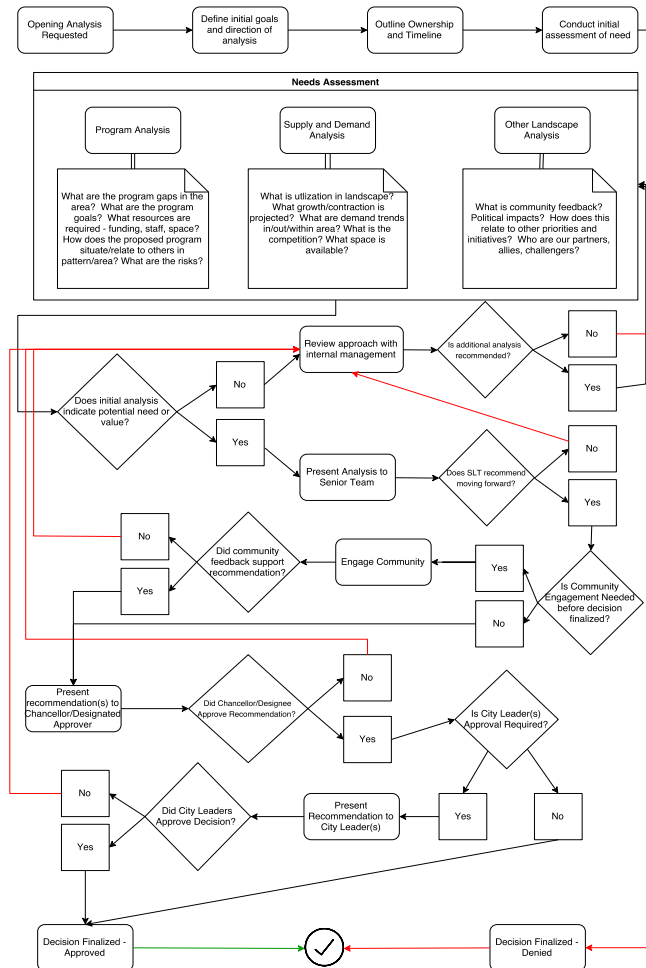 Opening Analysis
Requested
Define initial goals
and direction of
analysis
Outline Ownership
and Timeline
Conduct initial
assessment of need
Needs Assessment
Program Analysis
Supply and Demand
Analysis
Other Landscape
Analysis
What are the program gaps in the
area?  What are the program
goals?  What resources are
required - funding, staff, space?
How does the proposed program
situate/relate to others in
pattern/area? What are the risks?
What is utlization in landscape?
What growth/contraction is
projected?  What are demand trends
in/out/within area? What is the
competition? What space is
available?
What is community feedback?
Political impacts?  How does this
relate to other priorities and
initiatives?  Who are our partners,
allies, challengers?
Review approach with
internal management
Is additional analysis
recommended?
No
Yes
Does initial analysis
indicate potential need or
value?
No
Yes
Present Analysis to
Senior Team
Does SLT recommend
moving forward?
No
Yes
Is Community
Engagement Needed
before decision
finalized?
Yes
No
Engage Community
Did community
feedback support
recommendation?
No
Yes
Present
recommendation(s) to
Chancellor/Designated
Approver
Did Chancellor/Designee
Approve Recommendation?
No
Yes
Is City Leader(s)
Approval Required?
Yes
No
Present
Recommendation to
City Leader(s)
Did City Leaders
Approve Decision?
No
Yes
Decision Finalized -
Approved
Decision Finalized -
Denied